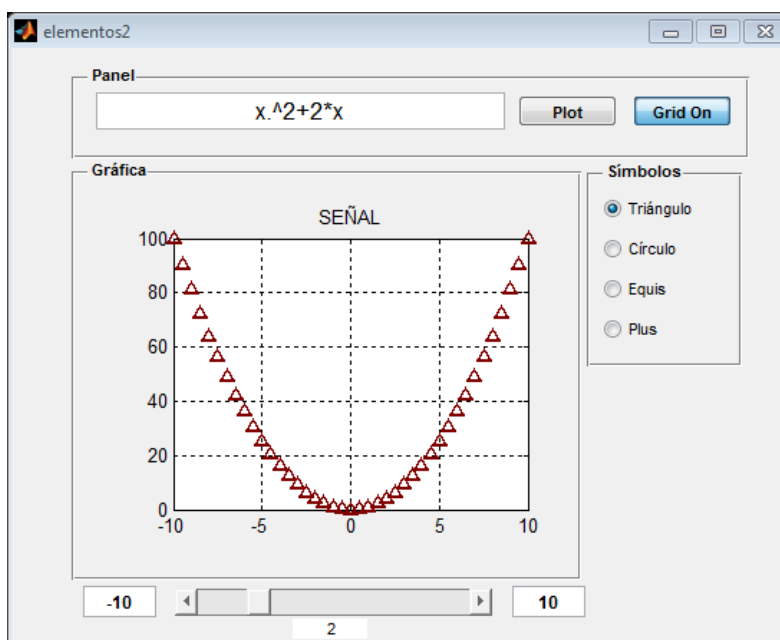 elementos2
Panel
x.^2+2*x
Plot
Grid On
Gráfica
SEÑAL
100
80
60
40
20
0
-10 -5 0 5 10
Símbolos
Triángulo
Círculo
Equis
Plus
-10
10
2